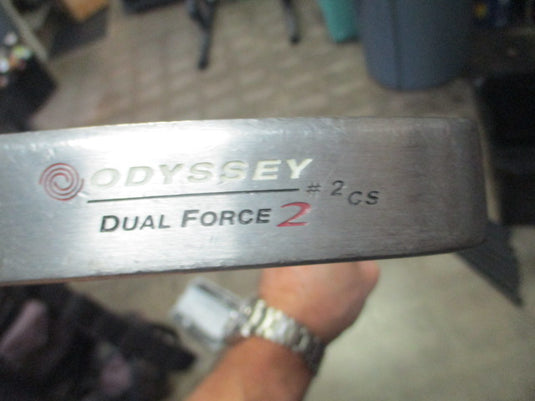 ODYSSEY
# 2 CS
DUAL FORCE 2